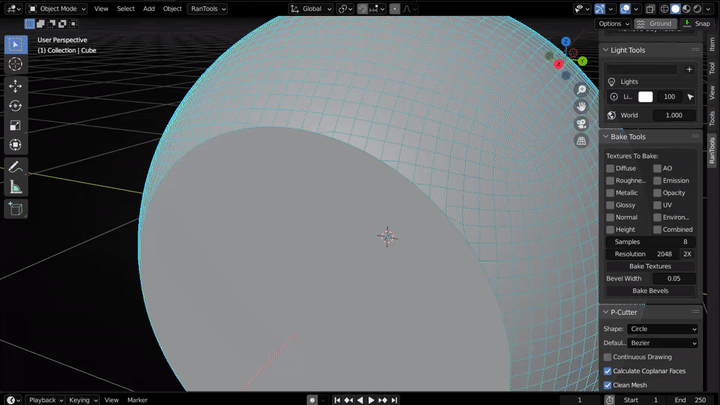 Object Mode View Select Add Object RanTools Global
Options Ground Snap
User Perspective
(1) Collection | Cube
Z
Y
X
Item
Tool
View
Tools
RanTools
Light Tools
Lights
Li... 100
World 1.000
Bake Tools
Textures To Bake:
Diffuse AO
Roughne... Emission
Metallic Opacity
Glossy UV
Normal Environ...
Height Combined
Samples 8
Resolution 2048 2X
Bake Textures
Bevel Width 0.05
Bake Bevels
P-Cutter
Shape: Circle
Defaul.. Bezier
Continuous Drawing
Calculate Coplanar Faces
Clean Mesh
Playback Keying View Marker 1 Start 1 End 250